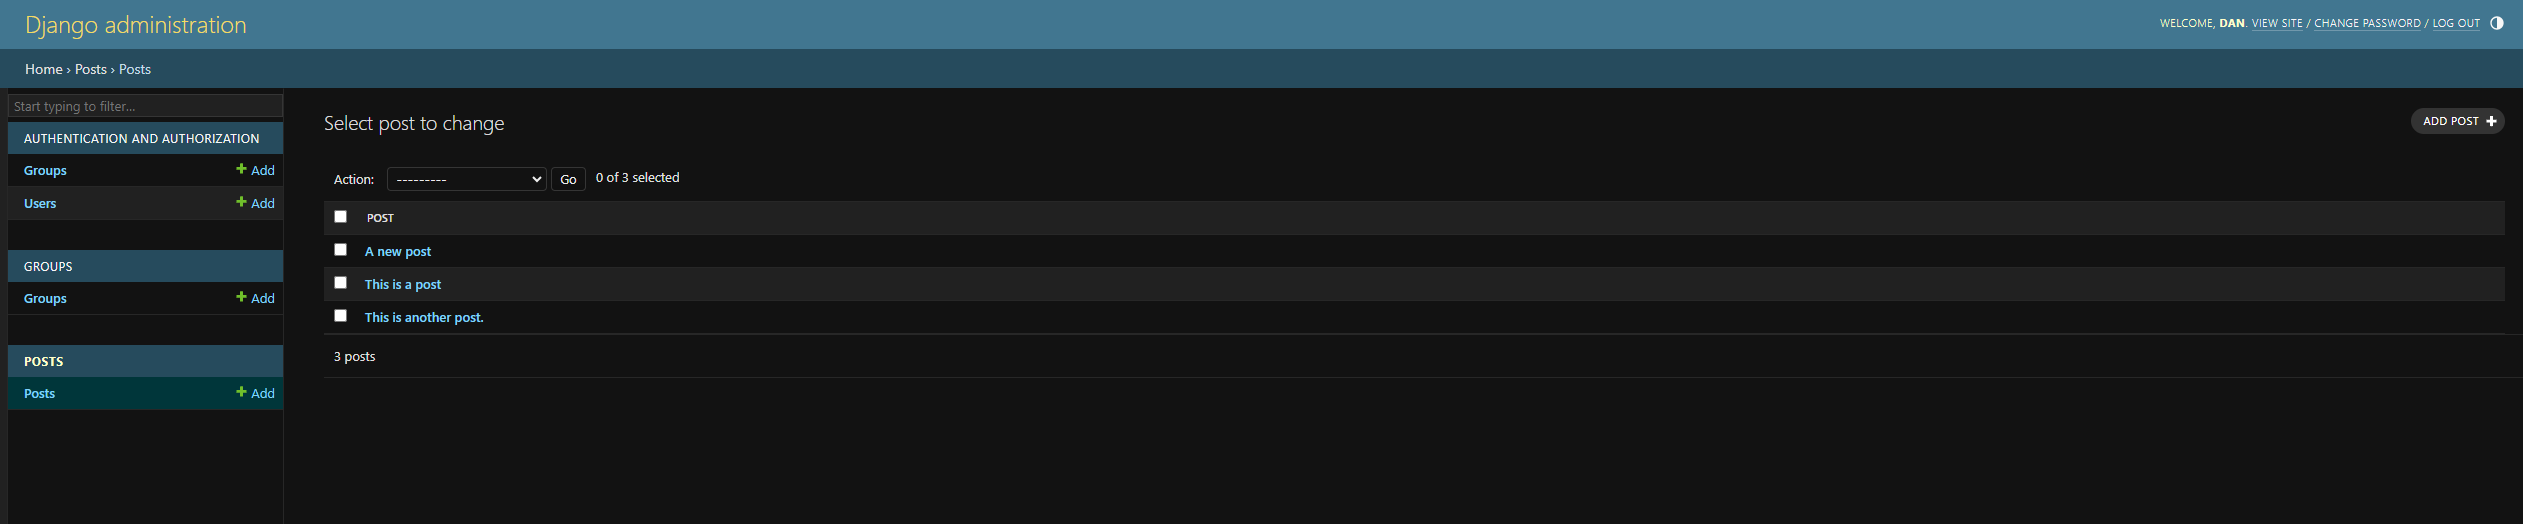 Django administration
WELCOME, DAN. VIEW SITE / CHANGE PASSWORD / LOG OUT
Home › Posts › Posts
Start typing to filter...
AUTHENTICATION AND AUTHORIZATION
Groups + Add
Users + Add
GROUPS
Groups + Add
POSTS
Posts + Add
Select post to change
ADD POST +
Action: --------- Go 0 of 3 selected
POST
A new post
This is a post
This is another post.
3 posts